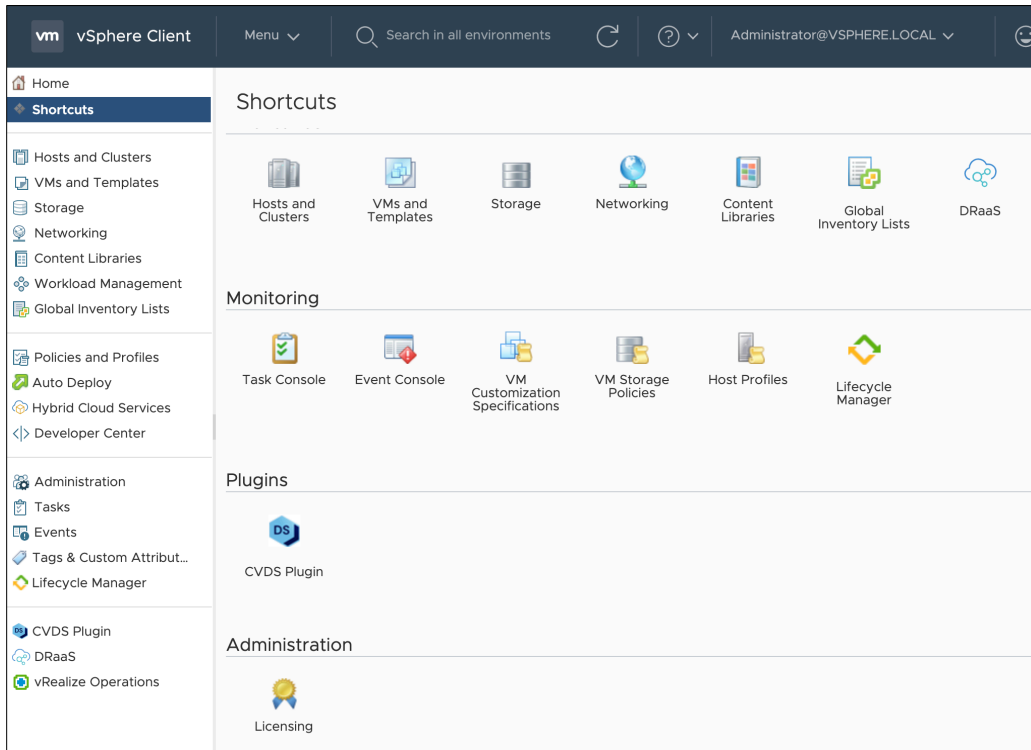 vm vSphere Client Menu Search in all environments ? Administrator@VSPHERE.LOCAL
Home
Shortcuts
Hosts and Clusters
VMs and Templates
Storage
Networking
Content Libraries
Workload Management
Global Inventory Lists
Policies and Profiles
Auto Deploy
Hybrid Cloud Services
Developer Center
Administration
Tasks
Events
Tags & Custom Attribut...
Lifecycle Manager
DS CVDS Plugin
DRaaS
vRealize Operations
Shortcuts
Hosts and
Clusters
VMs and
Templates
Storage
Networking
Content
Libraries
Global
Inventory Lists
DRaaS
Monitoring
Task Console
Event Console
VM
Customization
Specifications
VM Storage
Policies
Host Profiles
Lifecycle
Manager
Plugins
DS
CVDS Plugin
Administration
Licensing